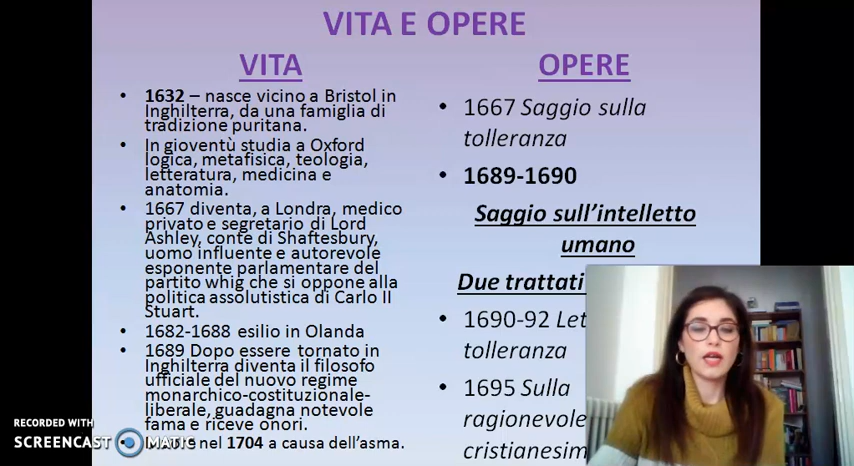 VITA E OPERE
VITA
• 1632 – nasce vicino a Bristol in
Inghilterra, da una famiglia di
tradizione puritana.
• In gioventù studia a Oxford
logica, metafisica, teologia,
letteratura, medicina e
anatomia.
• 1667 diventa, a Londra, medico
privato e segretario di Lord
Ashley, conte di Shaftesbury,
uomo influente e autorevole
esponente parlamentare del
partito whig che si oppone alla
politica assolutistica di Carlo II
Stuart.
• 1682-1688 esilio in Olanda
• 1689 Dopo essere tornato in
Inghilterra diventa il filosofo
ufficiale del nuovo regime
monarchico-costituzionale-
liberale, guadagna notevole
fama e riceve onori.
nel 1704 a causa dell'asma.
OPERE
• 1667 Saggio sulla
tolleranza
• 1689-1690
Saggio sull'intelletto
umano
Due trattati
• 1690-92 Let
tolleranza
• 1695 Sulla
ragionevole
cristianesim
RECORDED WITH
SCREENCAST MATIC